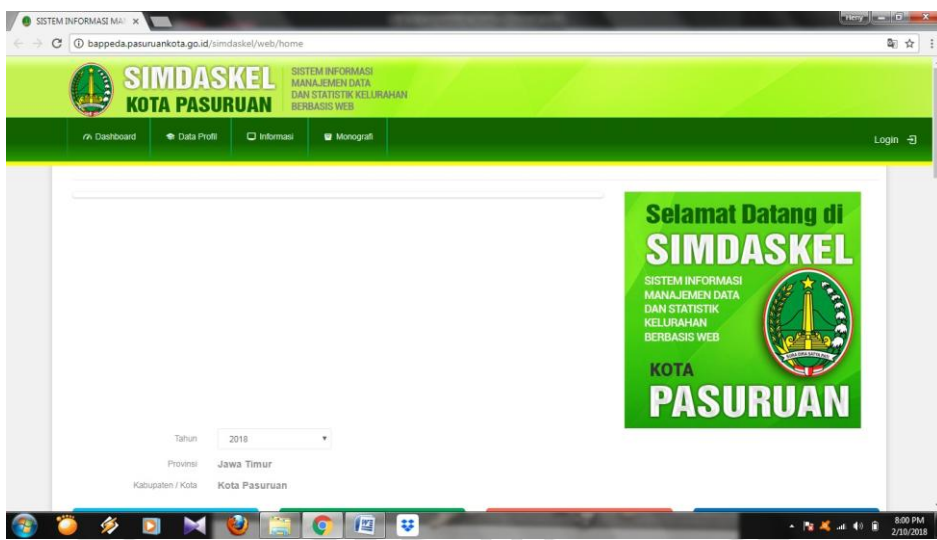 SISTEM INFORMASI MA
Heny
bappeda.pasuruankota.go.id/simdaskel/web/home
SIMDASKEL
KOTA PASURUAN
SISTEM INFORMASI
MANAJEMEN DATA
DAN STATISTIK KELURAHAN
BERBASIS WEB
Dashboard
Data Profil
Informasi
Monografi
Login
Selamat Datang di
SIMDASKEL
SISTEM INFORMASI
MANAJEMEN DATA
DAN STATISTIK
KELURAHAN
BERBASIS WEB
KOTA
PASURUAN
Tahun 2018
Provinsi Jawa Timur
Kabupaten / Kota Kota Pasuruan
8:00 PM
2/10/2018